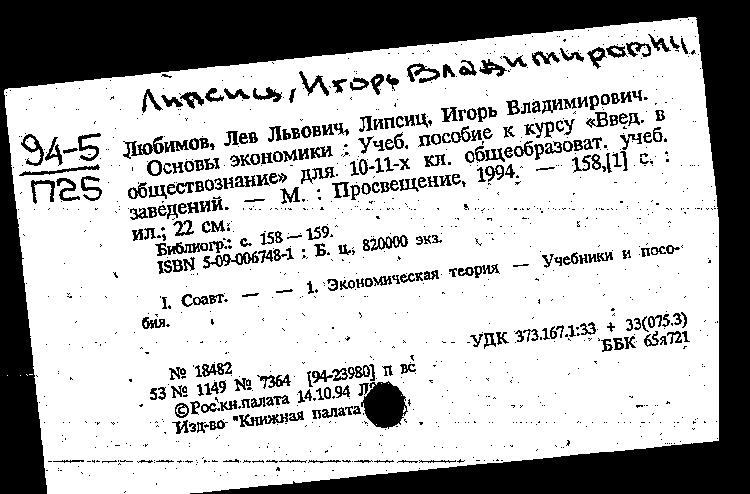 Липсиц, Игорь Владимирович.
94-5
П25
Любимов, Лев Львович, Липсиц, Игорь Владимирович.
Основы экономики : Учеб. пособие к курсу «Введ. в
обществознание» для 10-11-х кл. общеобразоват. учеб.
заведений. — М. : Просвещение, 1994. — 158,[1] с. :
ил.; 22 см.
Библиогр.: с. 158 — 159.
ISBN 5-09-006748-1 : Б. ц., 820000 экз.
I. Соавт. — — 1. Экономическая теория — Учебники и посо-
бия.
УДК 373.167.1:33 + 33(075.3)
ББК 65я721
№ 18482
53 № 1149 № 7364 [94-23980] п вс
©Рос.кн.палата 14.10.94
Изд-во "Книжная палата"